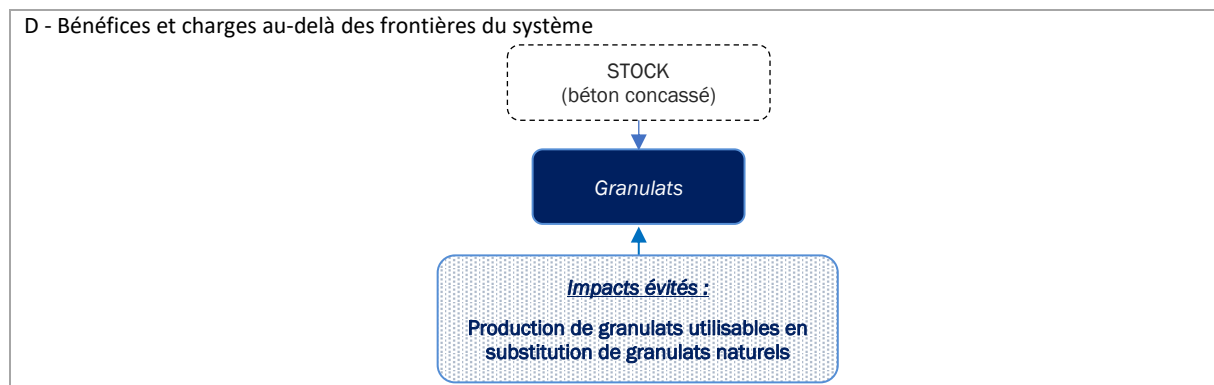 D - Bénéfices et charges au-delà des frontières du système
STOCK
(béton concassé)
Granulats
Impacts évités :
Production de granulats utilisables en
substitution de granulats naturels